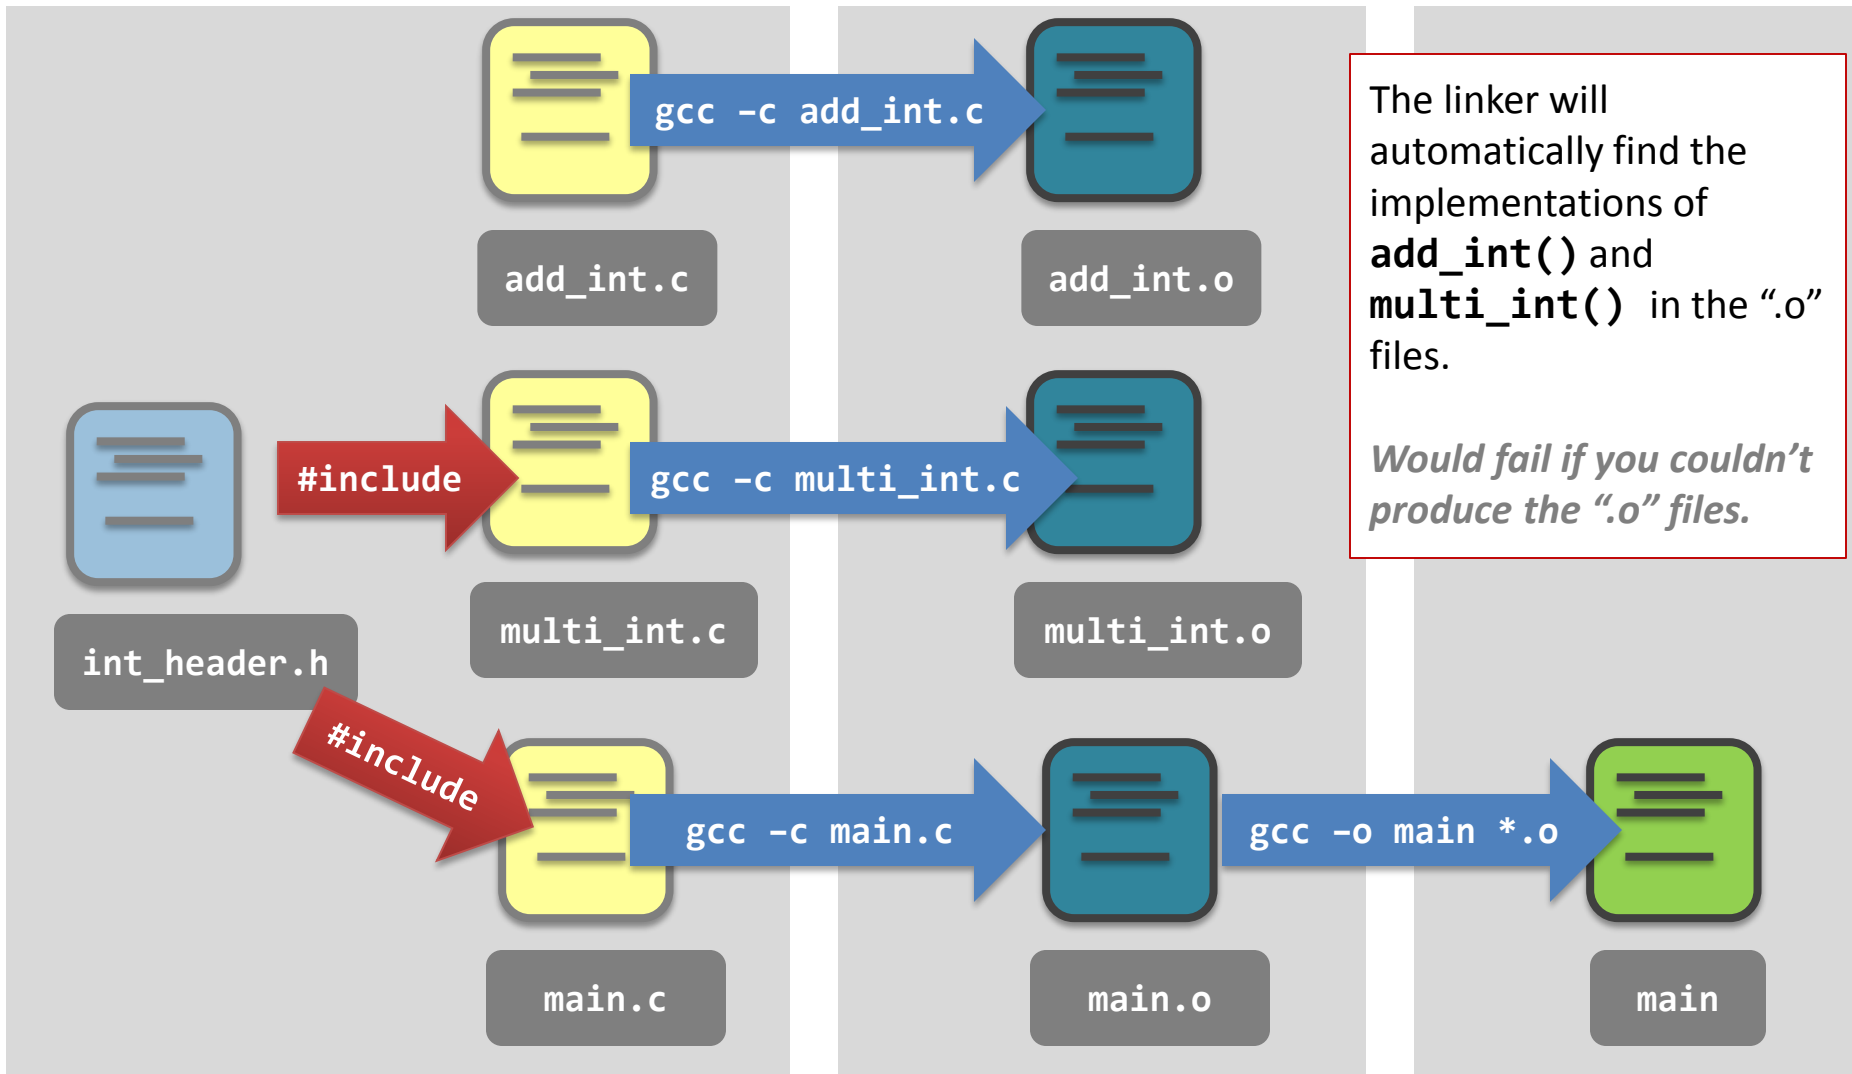 gcc –c add_int.c
add_int.c
add_int.o
The linker will
automatically find the
implementations of
add_int() and
multi_int() in the “.o”
files.
Would fail if you couldn’t
produce the “.o” files.
#include
gcc –c multi_int.c
int_header.h
multi_int.c
multi_int.o
#include
gcc –c main.c
gcc –o main *.o
main.c
main.o
main